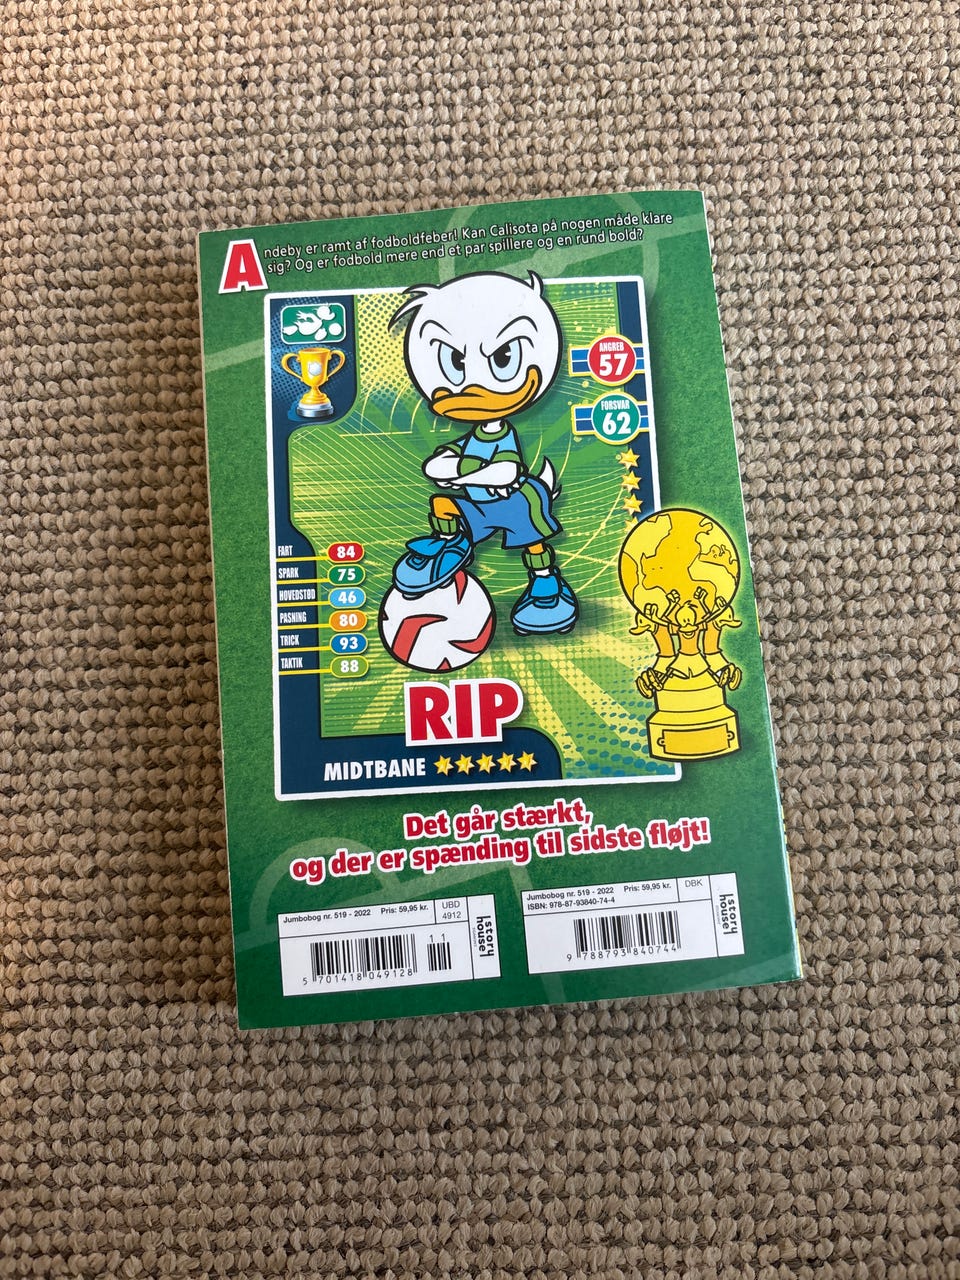 Andeby er ramt af fodboldfeber! Kan Calisota på nogen måde klare
sig? Og er fodbold mere end et par spillere og en rund bold?
ANGREB
57
FORSVAR
62
FART 84
SPARK 75
HOVEDSTØD 46
PASNING 80
TRICK 93
TAKTIK 88
RIP
MIDTBANE
Det går stærkt,
og der er spænding til sidste fløjt!
Jumbobog nr. 519 - 2022 Pris: 59,95 kr.
UBD
4912
story
house
11
5 701418 049128
Jumbobog nr. 519 - 2022 Pris: 59,95 kr.
ISBN: 978-87-93840-74-4
DBK
story
house
9 788793 840744